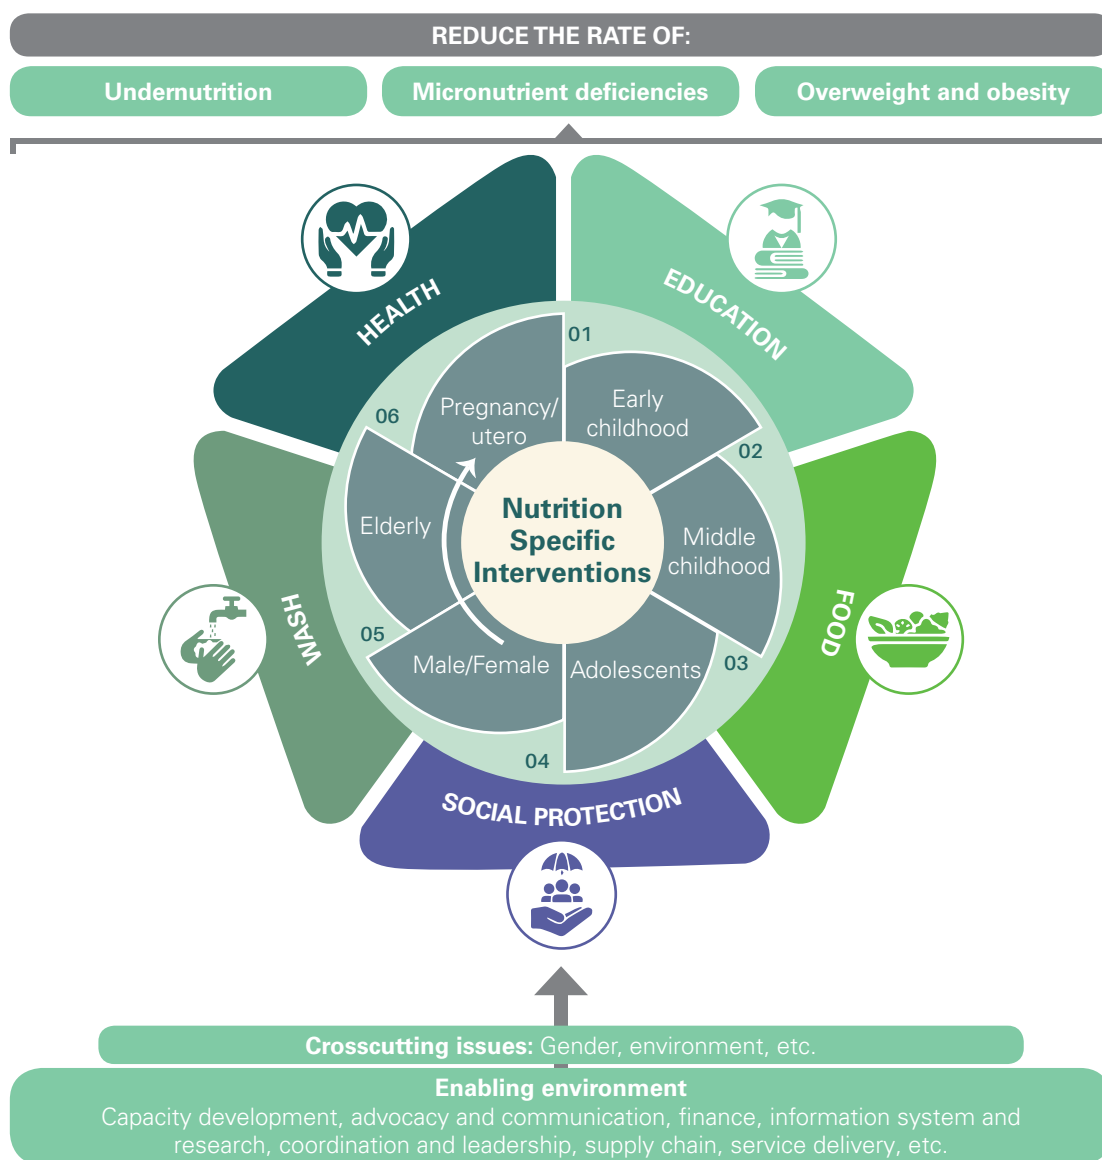 REDUCE THE RATE OF:
Undernutrition
Micronutrient deficiencies
Overweight and obesity
HEALTH
EDUCATION
01
Pregnancy/
utero
Early
childhood
06
02
Nutrition
Specific
Interventions
Elderly
Middle
childhood
WASH
FOOD
05
Male/Female
Adolescents
03
04
SOCIAL PROTECTION
Crosscutting issues: Gender, environment, etc.
Enabling environment
Capacity development, advocacy and communication, finance, information system and
research, coordination and leadership, supply chain, service delivery, etc.